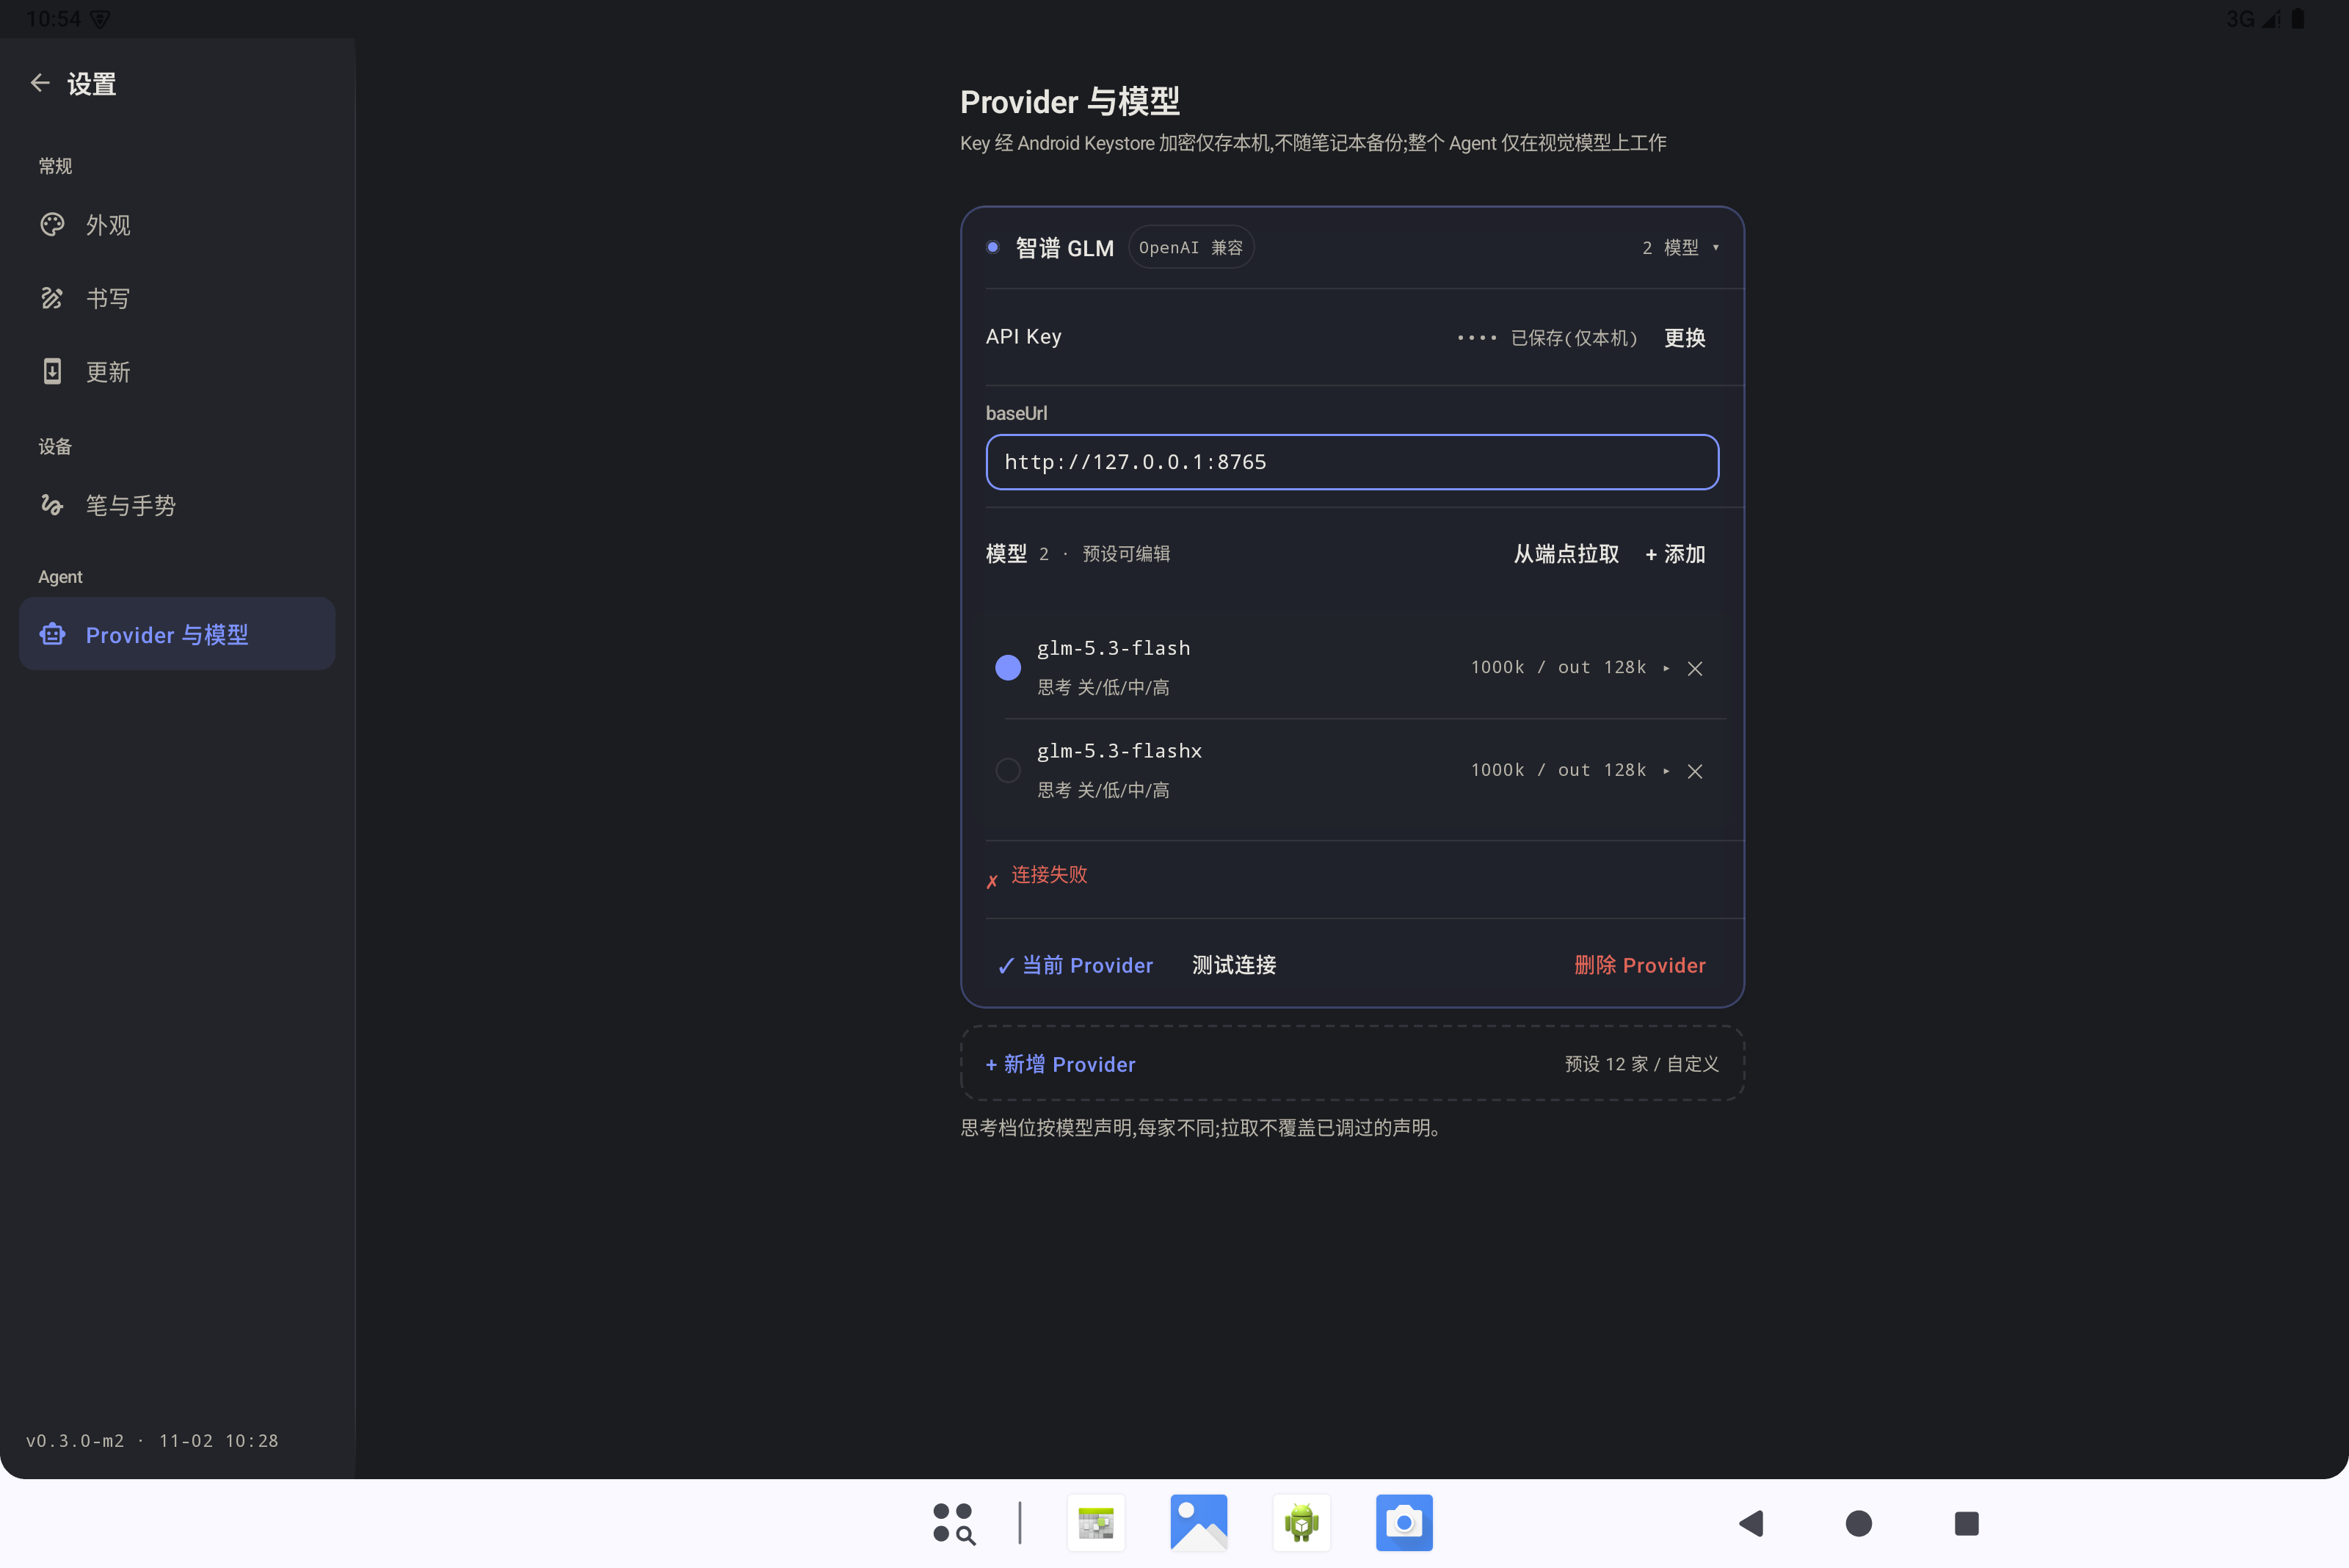 10:54
3G
设置
常规
外观
书写
更新
设备
笔与手势
Agent
Provider 与模型
v0.3.0-m2 · 11-02 10:28
Provider 与模型
Key 经 Android Keystore 加密仅存本机,不随笔记本备份;整个 Agent 仅在视觉模型上工作
智谱 GLM OpenAI 兼容 2 模型 ▾
API Key •••• 已保存(仅本机) 更换
baseUrl
http://127.0.0.1:8765
模型 2 · 预设可编辑 从端点拉取 + 添加
glm-5.3-flash
思考 关/低/中/高
1000k / out 128k ▸
glm-5.3-flashx
思考 关/低/中/高
1000k / out 128k ▸
✗ 连接失败
✓ 当前 Provider 测试连接 删除 Provider
+ 新增 Provider 预设 12 家 / 自定义
思考档位按模型声明,每家不同;拉取不覆盖已调过的声明。